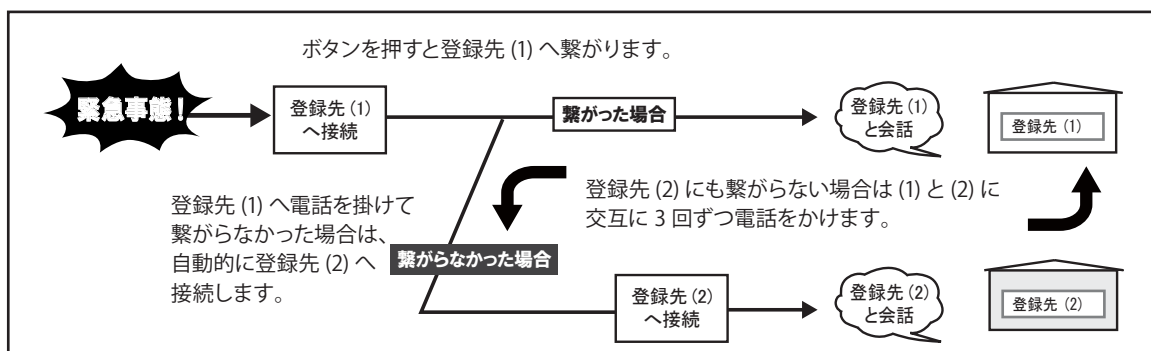 ボタンを押すと登録先 (1) へ繋がります。
緊急事態!
登録先 (1)
へ接続
繋がった場合
登録先 (1)
と会話
登録先 (1)
登録先 (1) へ電話を掛けて
繋がらなかった場合は、
自動的に登録先 (2) へ
接続します。
繋がらなかった場合
登録先 (2) にも繋がらない場合は (1) と (2) に
交互に 3 回ずつ電話をかけます。
登録先 (2)
へ接続
登録先 (2)
と会話
登録先 (2)